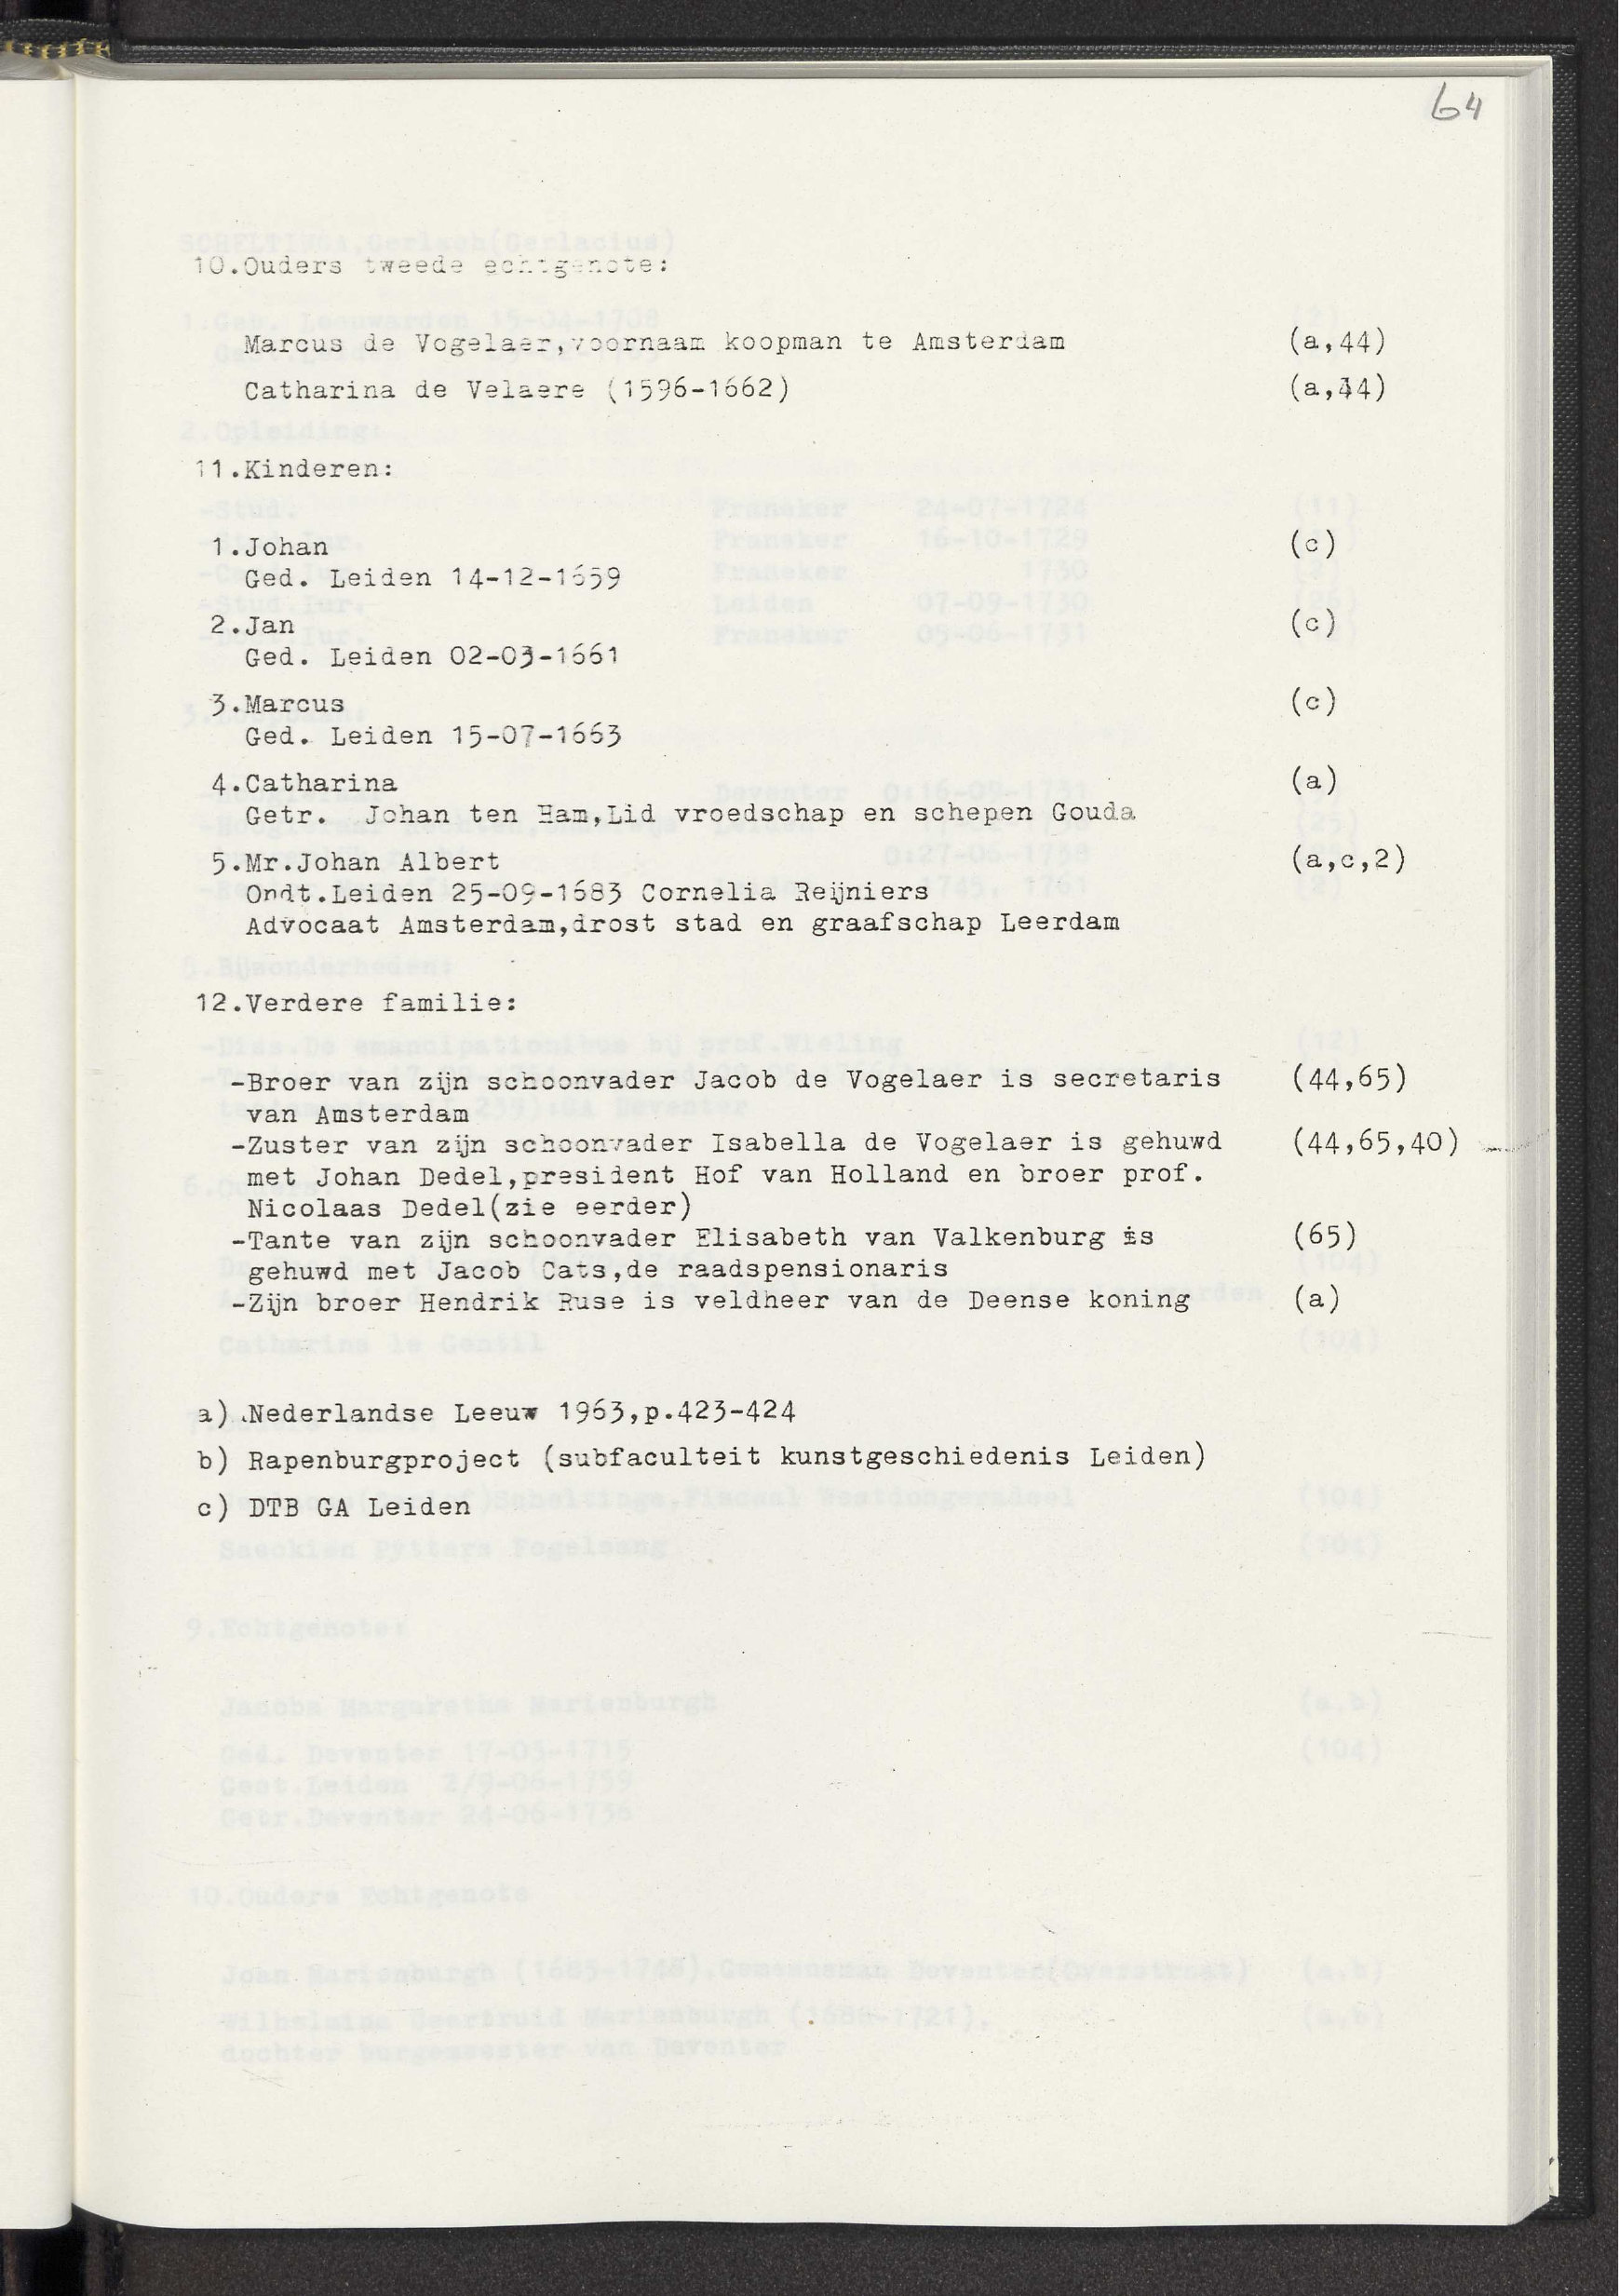 64
10.Ouders tweede echtgenote:
Marcus de Vogelaer,voornaam koopman te Amsterdam (a,44)
Catharina de Velaere (1596-1662) (a,44)
11.Kinderen:
1.Johan (c)
Ged. Leiden 14-12-1659
2.Jan (c)
Ged. Leiden 02-03-1661
3.Marcus (c)
Ged. Leiden 15-07-1663
4.Catharina (a)
Getr. Johan ten Ham,Lid vroedschap en schepen Gouda
5.Mr.Johan Albert (a,c,2)
Ondt.Leiden 25-09-1683 Cornelia Reijniers
Advocaat Amsterdam,drost stad en graafschap Leerdam
12.Verdere familie:
-Broer van zijn schoonvader Jacob de Vogelaer is secretaris (44,65)
van Amsterdam
-Zuster van zijn schoonvader Isabella de Vogelaer is gehuwd (44,65,40)
met Johan Dedel,president Hof van Holland en broer prof.
Nicolaas Dedel(zie eerder)
-Tante van zijn schoonvader Elisabeth van Valkenburg is (65)
gehuwd met Jacob Cats,de raadspensionaris
-Zijn broer Hendrik Ruse is veldheer van de Deense koning (a)
a) Nederlandse Leeuw 1963,p.423-424
b) Rapenburgproject (subfaculteit kunstgeschiedenis Leiden)
c) DTB GA Leiden